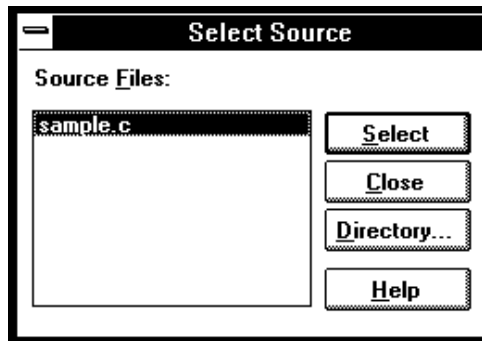 Select Source
Source Files:
sample.c
Select
Close
Directory...
Help